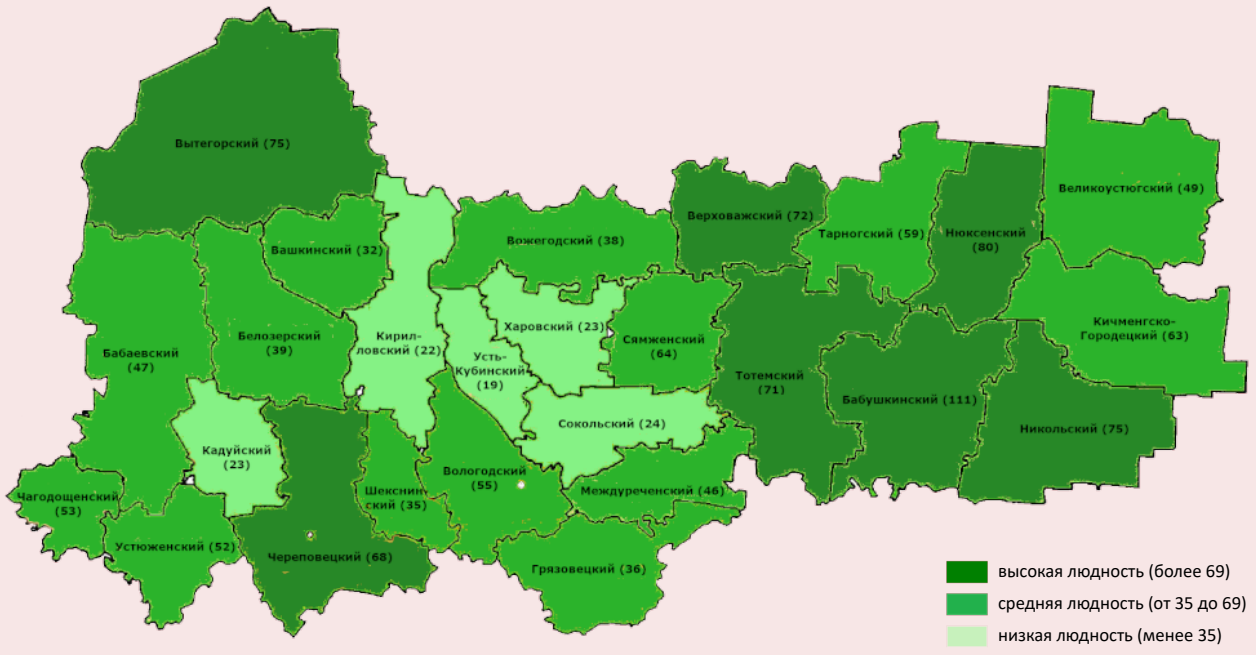 Вытегорский (75)
Великоустюгский (49)
Верховажский (72)
Тарногский (59)
Нюксенский
(80)
Вожегодский (38)
Вашкинский (32)
Белозерский
(39)
Кирил-
ловский (22)
Харовский (23)
Сямженский
(64)
Кичменгско-
Городецкий (63)
Бабаевский
(47)
Усть-
Кубинский
(19)
Тотемский
(71)
Бабушкинский (111)
Никольский (75)
Сокольский (24)
Кадуйский
(23)
Вологодский
(55)
Шекснин-
ский (35)
Междуреченский (46)
Чагодощенский
(53)
Устюженский (52)
Череповецкий (68)
Грязовецкий (36)
высокая людность (более 69)
средняя людность (от 35 до 69)
низкая людность (менее 35)